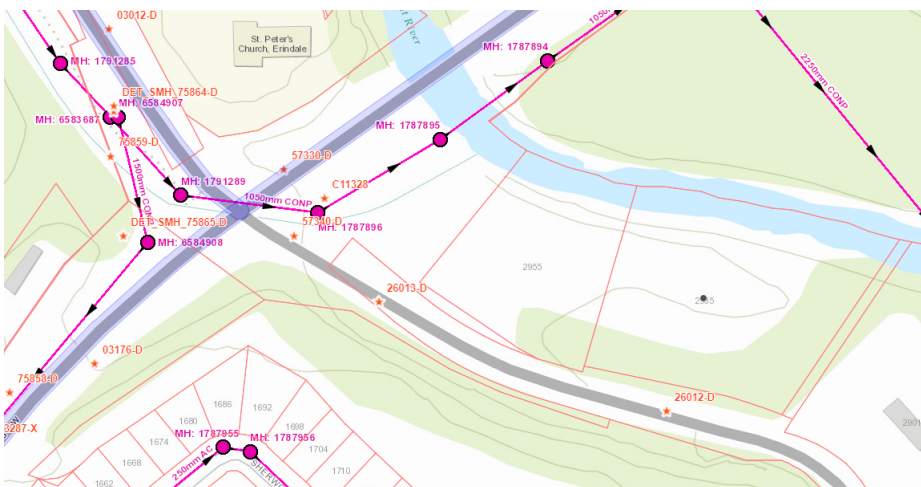 03012-D
t River
1050
MH: 1787894
St. Peter's
Church, Erindale
MH: 1791285
2250mm CONP
DET_SMH_75864-D
MH: 6584907
MH: 6583687
MH: 1787895
75859-D
57330-D
1500mm CON
MH: 1791289
C11328
1050mm CONP
MH: 1787896
DET_SMH_75865-D
57340-D
MH: 6584908
2955
26013-D
03176-D
75858-D
1686
1692
26012-D
1680
1698
3287-X
MH: 1787955
MH: 1787956
1674
1704
2901
1668
250mm AC
1710
SHERW
1662